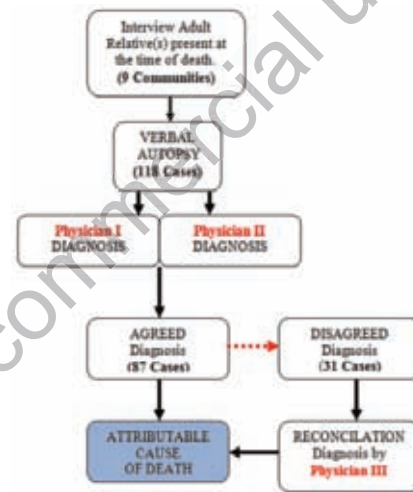 Interview Adult
Relative(s) present at
the time of death.
(9 Communities)
VERBAL
AUTOPSY
(118 Cases)
Physician I
DIAGNOSIS
Physician II
DIAGNOSIS
AGREED
Diagnosis
(87 Cases)
DISAGREED
Diagnosis
(31 Cases)
ATTRIBUTABLE
CAUSE
OF DEATH
RECONCILATION
Diagnosis by
Physician III
commercial u